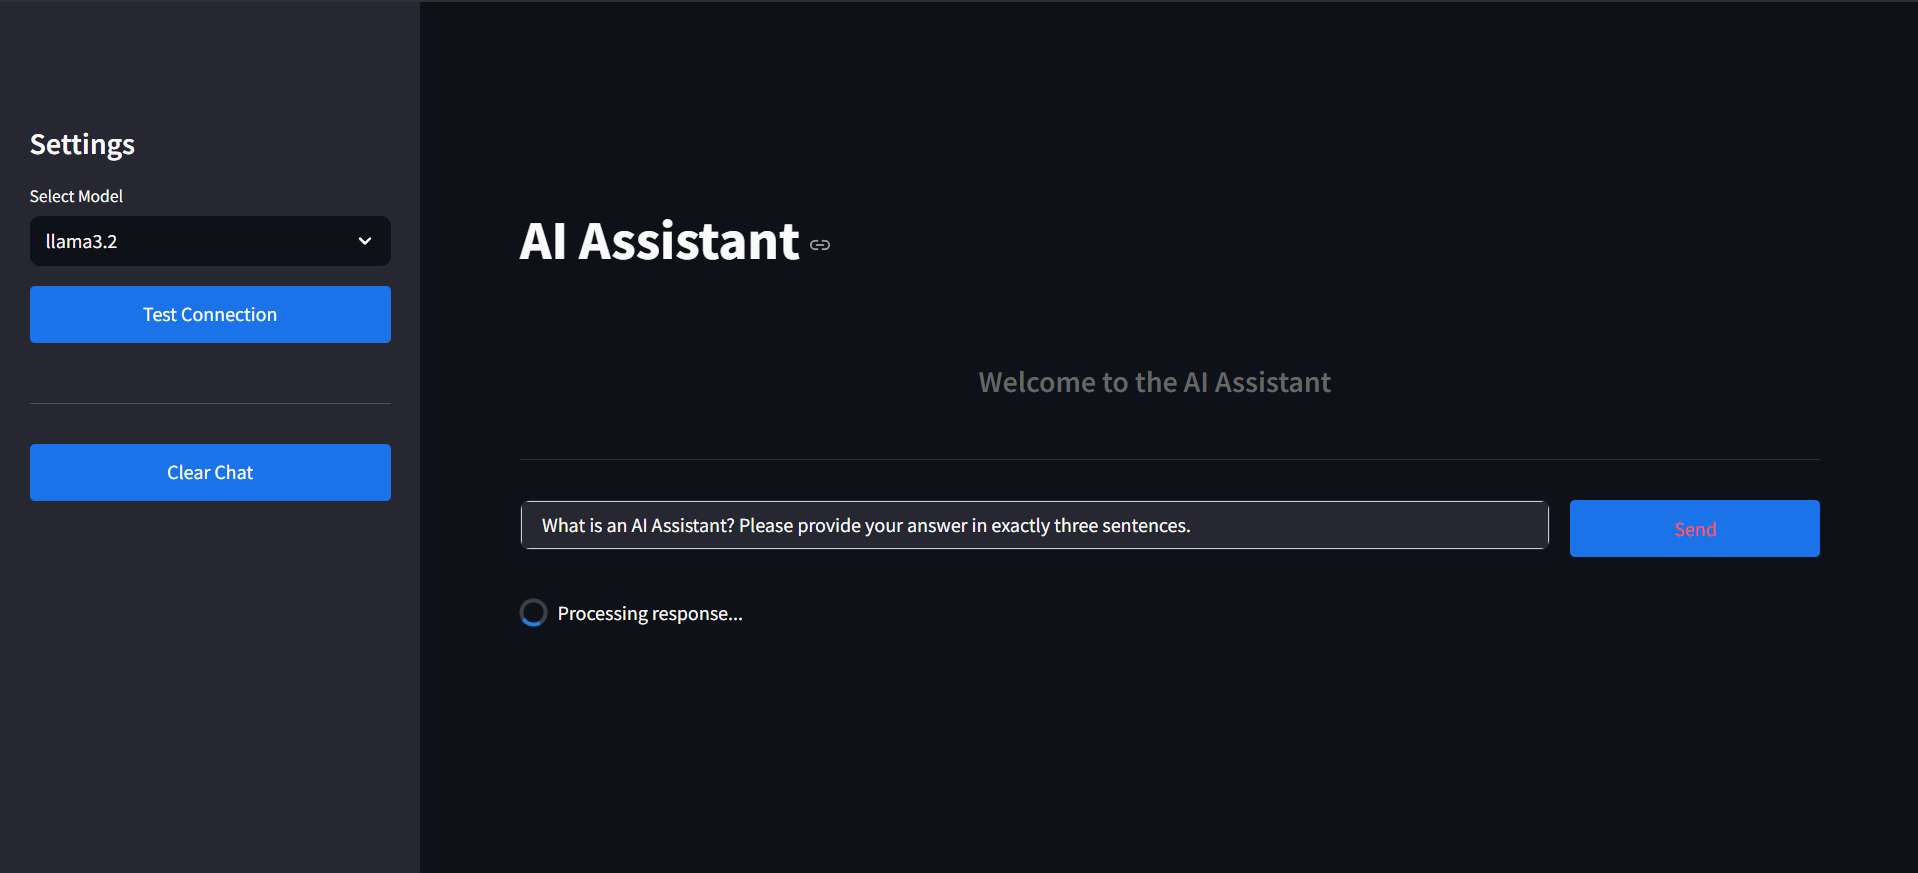 Settings
Select Model
llama3.2
Test Connection
Clear Chat
AI Assistant
Welcome to the AI Assistant
What is an AI Assistant? Please provide your answer in exactly three sentences.
Send
Processing response...